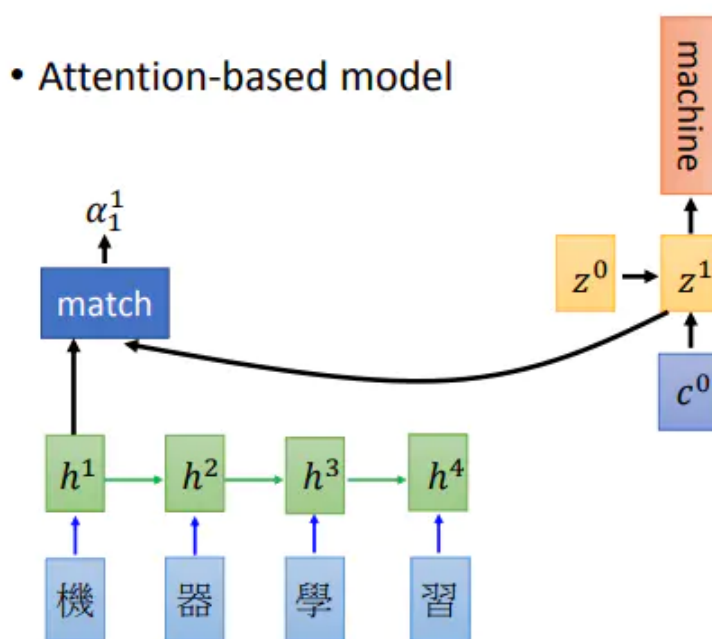 • Attention-based model
machine
α₁¹
match
z⁰ z¹
c⁰
h¹ h² h³ h⁴
機 器 學 習